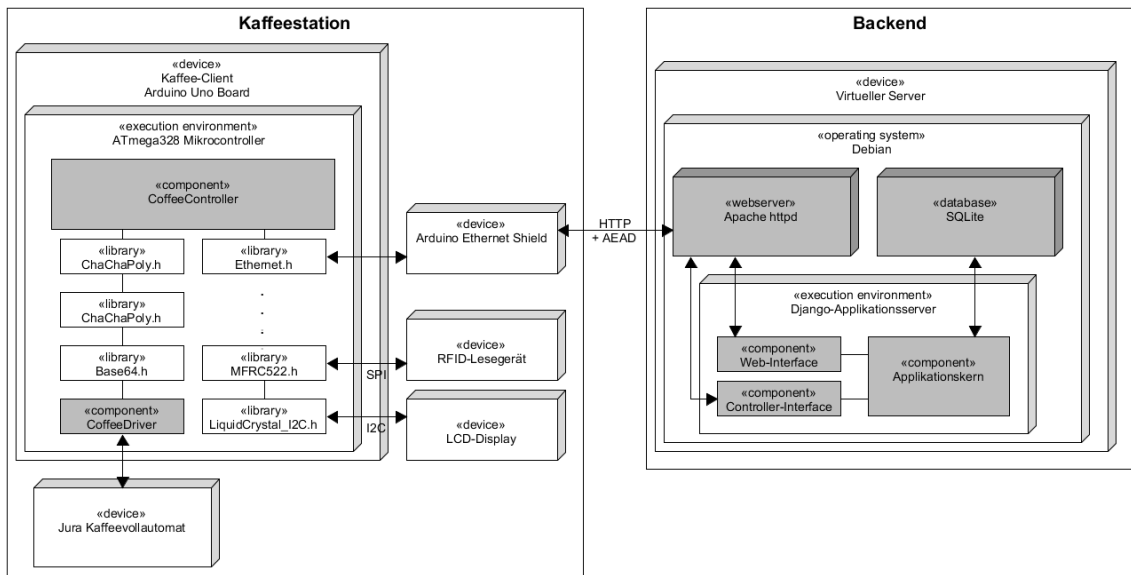 Kaffeestation
«device»
Kaffee-Client
Arduino Uno Board
«execution environment»
ATmega328 Mikrocontroller
«component»
CoffeeController
«library»
ChaChaPoly.h
«library»
Ethernet.h
«library»
ChaChaPoly.h
«library»
Base64.h
«library»
MFRC522.h
«component»
CoffeeDriver
«library»
LiquidCrystal_I2C.h
«device»
Arduino Ethernet Shield
SPI
«device»
RFID-Lesegerät
I2C
«device»
LCD-Display
«device»
Jura Kaffeevollautomat
HTTP
+ AEAD
Backend
«device»
Virtueller Server
«operating system»
Debian
«webserver»
Apache httpd
«database»
SQLite
«execution environment»
Django-Applikationsserver
«component»
Web-Interface
«component»
Controller-Interface
«component»
Applikationskern